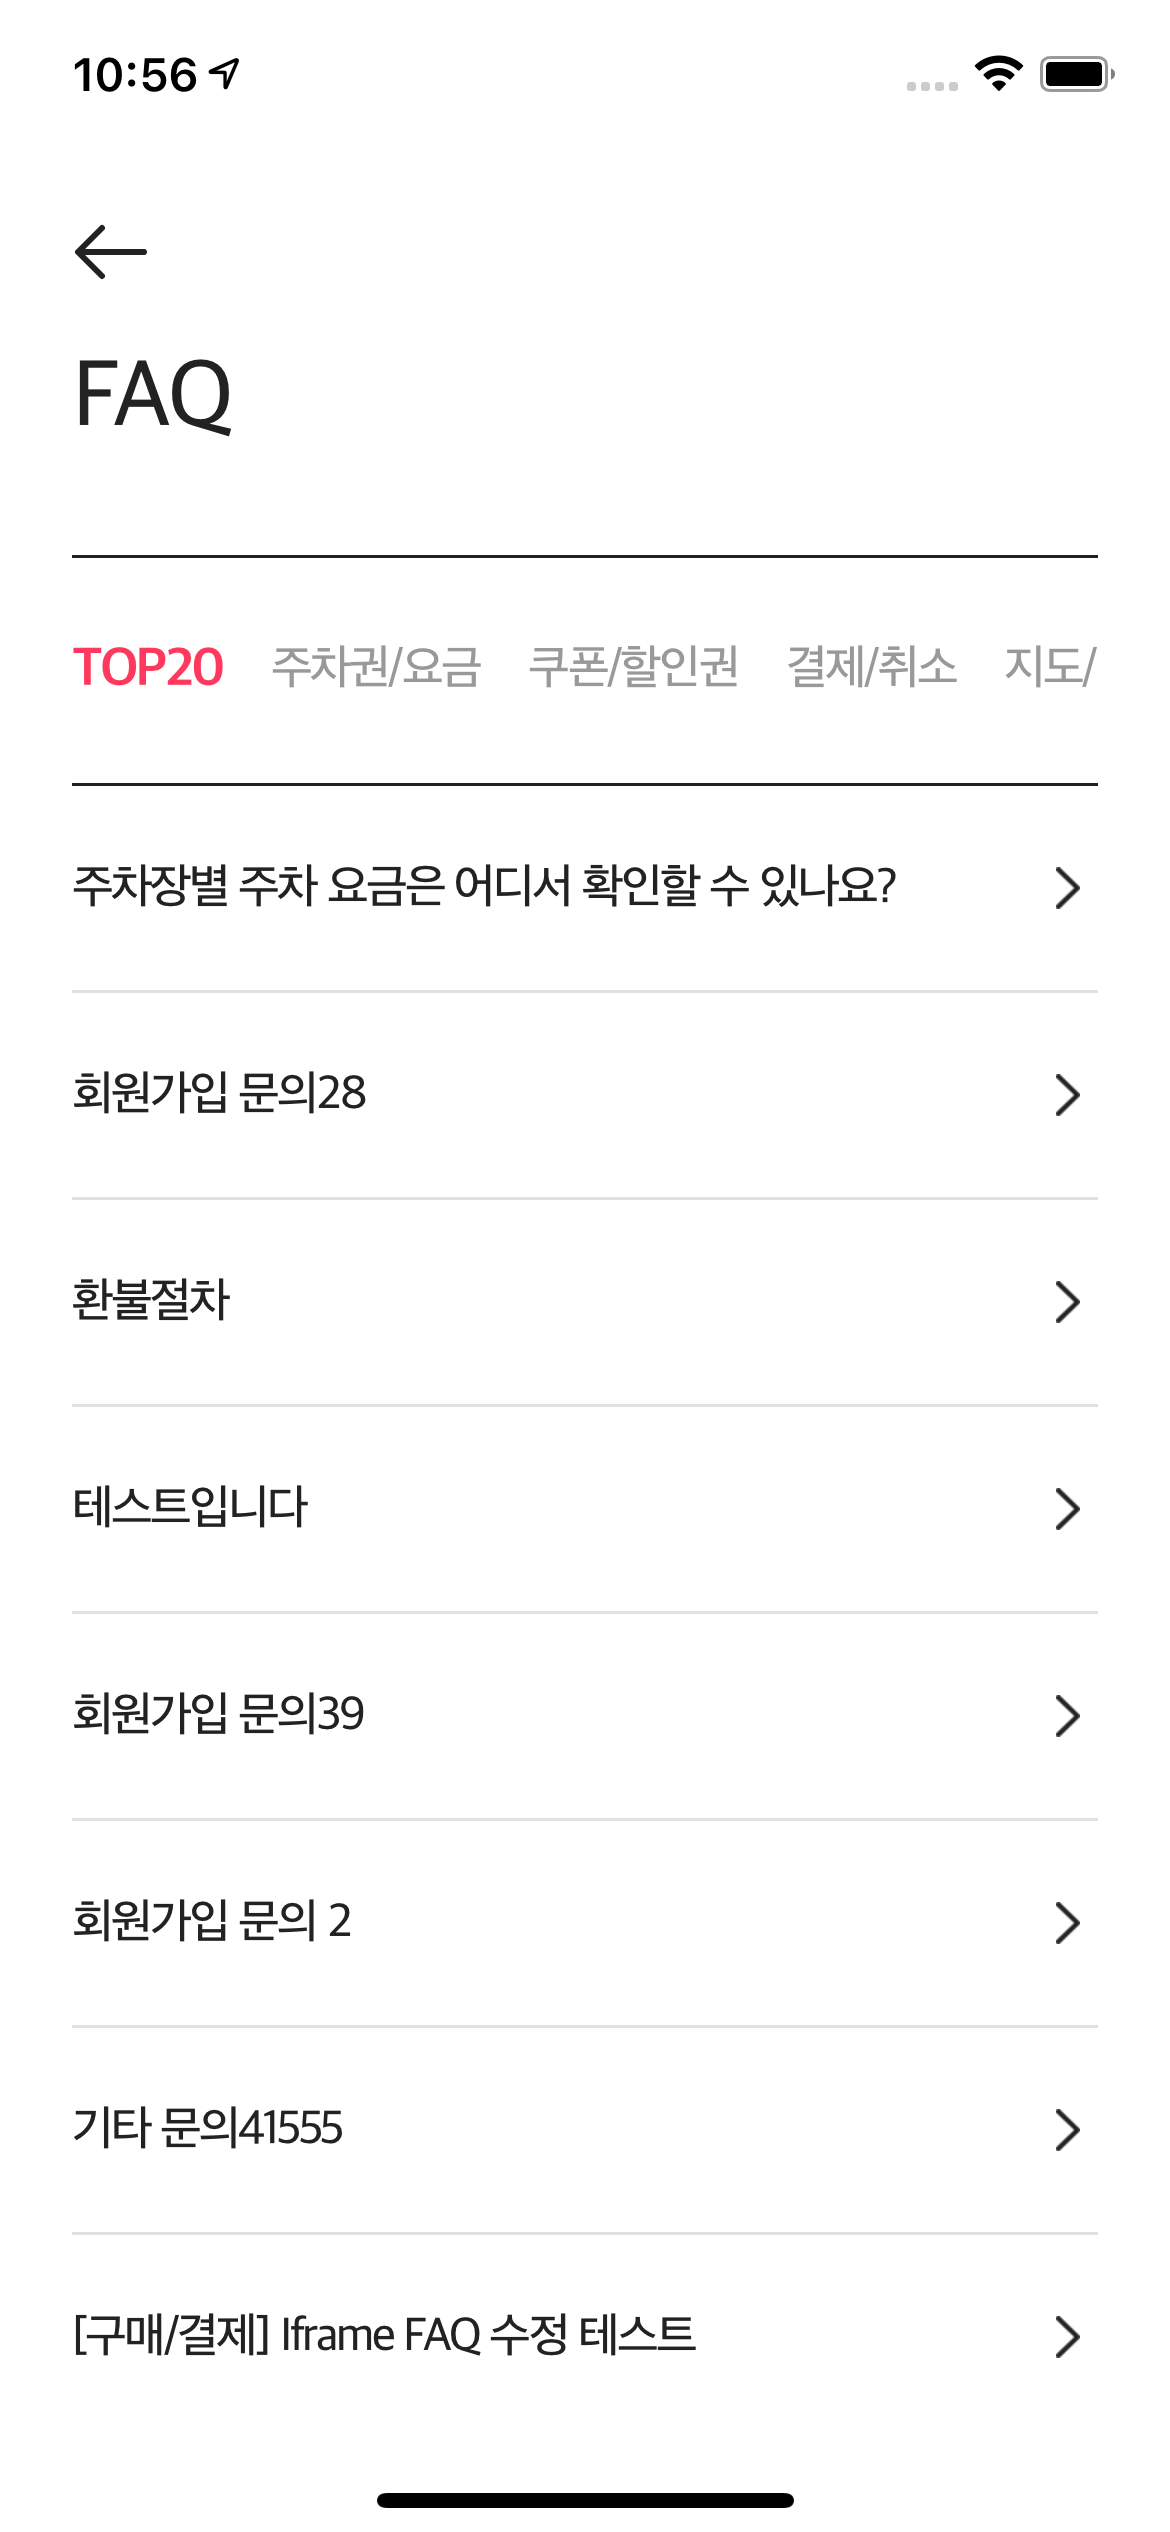 10:56
FAQ
TOP20 주차권/요금 쿠폰/할인권 결제/취소 지도/
주차장별 주차 요금은 어디서 확인할 수 있나요?
회원가입 문의28
환불절차
테스트입니다
회원가입 문의39
회원가입 문의 2
기타 문의41555
[구매/결제] Iframe FAQ 수정 테스트